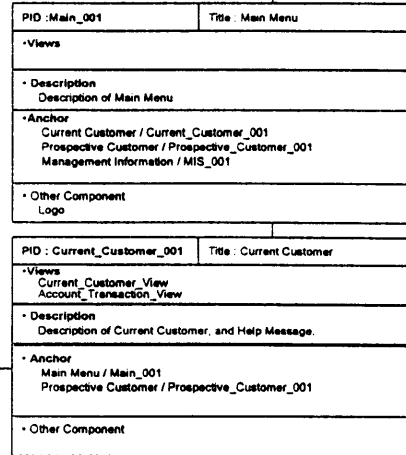 PID :Main_001 Title : Main Menu
·Views
· Description
Description of Main Menu
·Anchor
Current Customer / Current_Customer_001
Prospective Customer / Prospective_Customer_001
Management Information / MIS_001
· Other Component
Logo
PID : Current_Customer_001 Title : Current Customer
·Views
Current_Customer_View
Account_Transaction_View
· Description
Description of Current Customer, and Help Message.
· Anchor
Main Menu / Main_001
Prospective Customer / Prospective_Customer_001
· Other Component